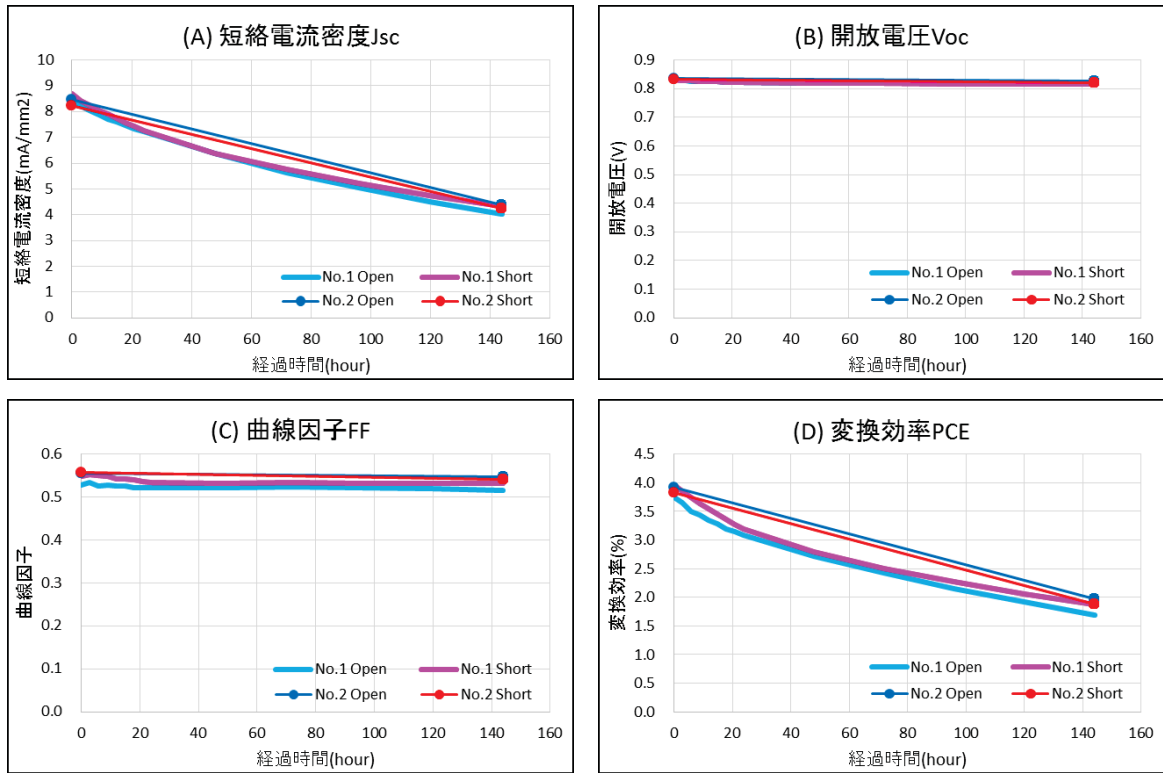 (A) 短絡電流密度Jsc
短絡電流密度(mA/mm2)
10
9
8
7
6
5
4
3
2
1
0
No.1 Open
No.1 Short
No.2 Open
No.2 Short
0 20 40 60 80 100 120 140 160
経過時間(hour)
(B) 開放電圧Voc
開放電圧(V)
0.9
0.8
0.7
0.6
0.5
0.4
0.3
0.2
0.1
0.0
No.1 Open
No.1 Short
No.2 Open
No.2 Short
0 20 40 60 80 100 120 140 160
経過時間(hour)
(C) 曲線因子FF
曲線因子
0.6
0.5
0.4
0.3
0.2
0.1
0.0
No.1 Open
No.1 Short
No.2 Open
No.2 Short
0 20 40 60 80 100 120 140 160
経過時間(hour)
(D) 変換効率PCE
変換効率(%)
4.5
4.0
3.5
3.0
2.5
2.0
1.5
1.0
0.5
0.0
No.1 Open
No.1 Short
No.2 Open
No.2 Short
0 20 40 60 80 100 120 140 160
経過時間(hour)